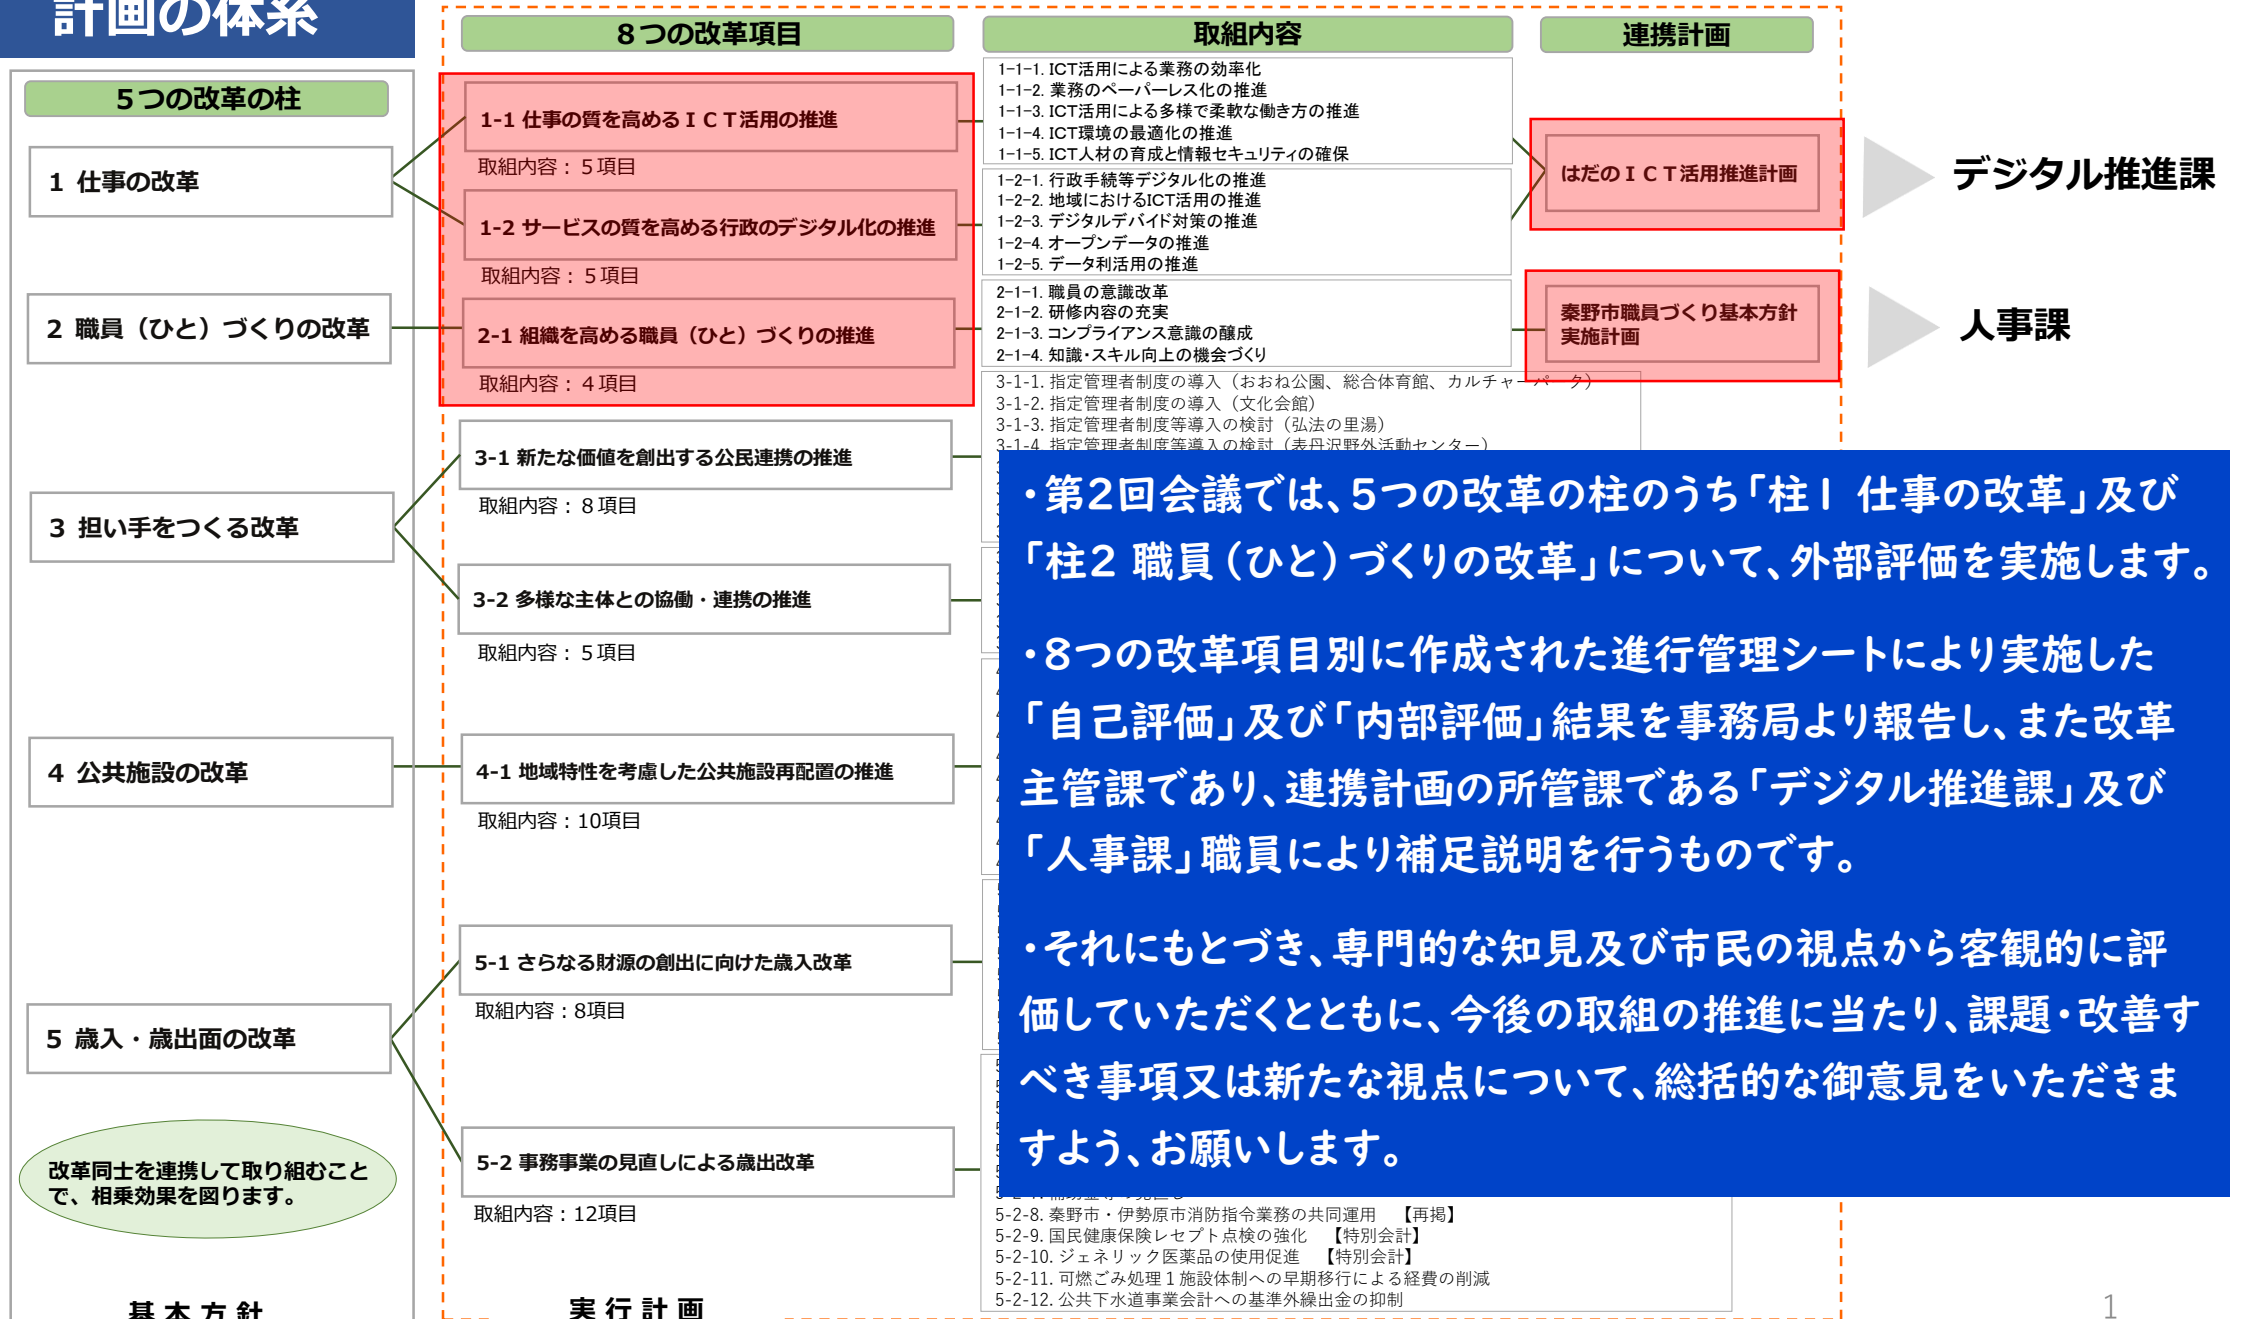 計画の体系
5つの改革の柱
1 仕事の改革
2 職員（ひと）づくりの改革
3 担い手をつくる改革
4 公共施設の改革
5 歳入・歳出面の改革
改革同士を連携して取り組むこと
で、相乗効果を図ります。
基本方針
8つの改革項目
1-1 仕事の質を高めるＩＣＴ活用の推進
取組内容：５項目
1-2 サービスの質を高める行政のデジタル化の推進
取組内容：５項目
2-1 組織を高める職員（ひと）づくりの推進
取組内容：４項目
3-1 新たな価値を創出する公民連携の推進
取組内容：８項目
3-2 多様な主体との協働・連携の推進
取組内容：５項目
4-1 地域特性を考慮した公共施設再配置の推進
取組内容：10項目
5-1 さらなる財源の創出に向けた歳入改革
取組内容：8項目
5-2 事務事業の見直しによる歳出改革
取組内容：12項目
実行計画
取組内容
1-1-1. ICT活用による業務の効率化
1-1-2. 業務のペーパーレス化の推進
1-1-3. ICT活用による多様で柔軟な働き方の推進
1-1-4. ICT環境の最適化の推進
1-1-5. ICT人材の育成と情報セキュリティの確保
1-2-1. 行政手続等デジタル化の推進
1-2-2. 地域におけるICT活用の推進
1-2-3. デジタルデバイド対策の推進
1-2-4. オープンデータの推進
1-2-5. データ利活用の推進
2-1-1. 職員の意識改革
2-1-2. 研修内容の充実
2-1-3. コンプライアンス意識の醸成
2-1-4. 知識・スキル向上の機会づくり
3-1-1. 指定管理者制度の導入（おおね公園、総合体育館、カルチャーパーク）
3-1-2. 指定管理者制度の導入（文化会館）
3-1-3. 指定管理者制度等導入の検討（弘法の里湯）
3-1-4. 指定管理者制度等導入の検討（表丹沢野外活動センター）
5-2-8. 秦野市・伊勢原市消防指令業務の共同運用　【再掲】
5-2-9. 国民健康保険レセプト点検の強化　【特別会計】
5-2-10. ジェネリック医薬品の使用促進　【特別会計】
5-2-11. 可燃ごみ処理１施設体制への早期移行による経費の削減
5-2-12. 公共下水道事業会計への基準外繰出金の抑制
連携計画
はだのＩＣＴ活用推進計画
秦野市職員づくり基本方針
実施計画
デジタル推進課
人事課
・第2回会議では、5つの改革の柱のうち「柱1 仕事の改革」及び
「柱2 職員（ひと）づくりの改革」について、外部評価を実施します。
・8つの改革項目別に作成された進行管理シートにより実施した
「自己評価」及び「内部評価」結果を事務局より報告し、また改革
主管課であり、連携計画の所管課である「デジタル推進課」及び
「人事課」職員により補足説明を行うものです。
・それにもとづき、専門的な知見及び市民の視点から客観的に評
価していただくとともに、今後の取組の推進に当たり、課題・改善す
べき事項又は新たな視点について、総括的な御意見をいただきま
すよう、お願いします。
1